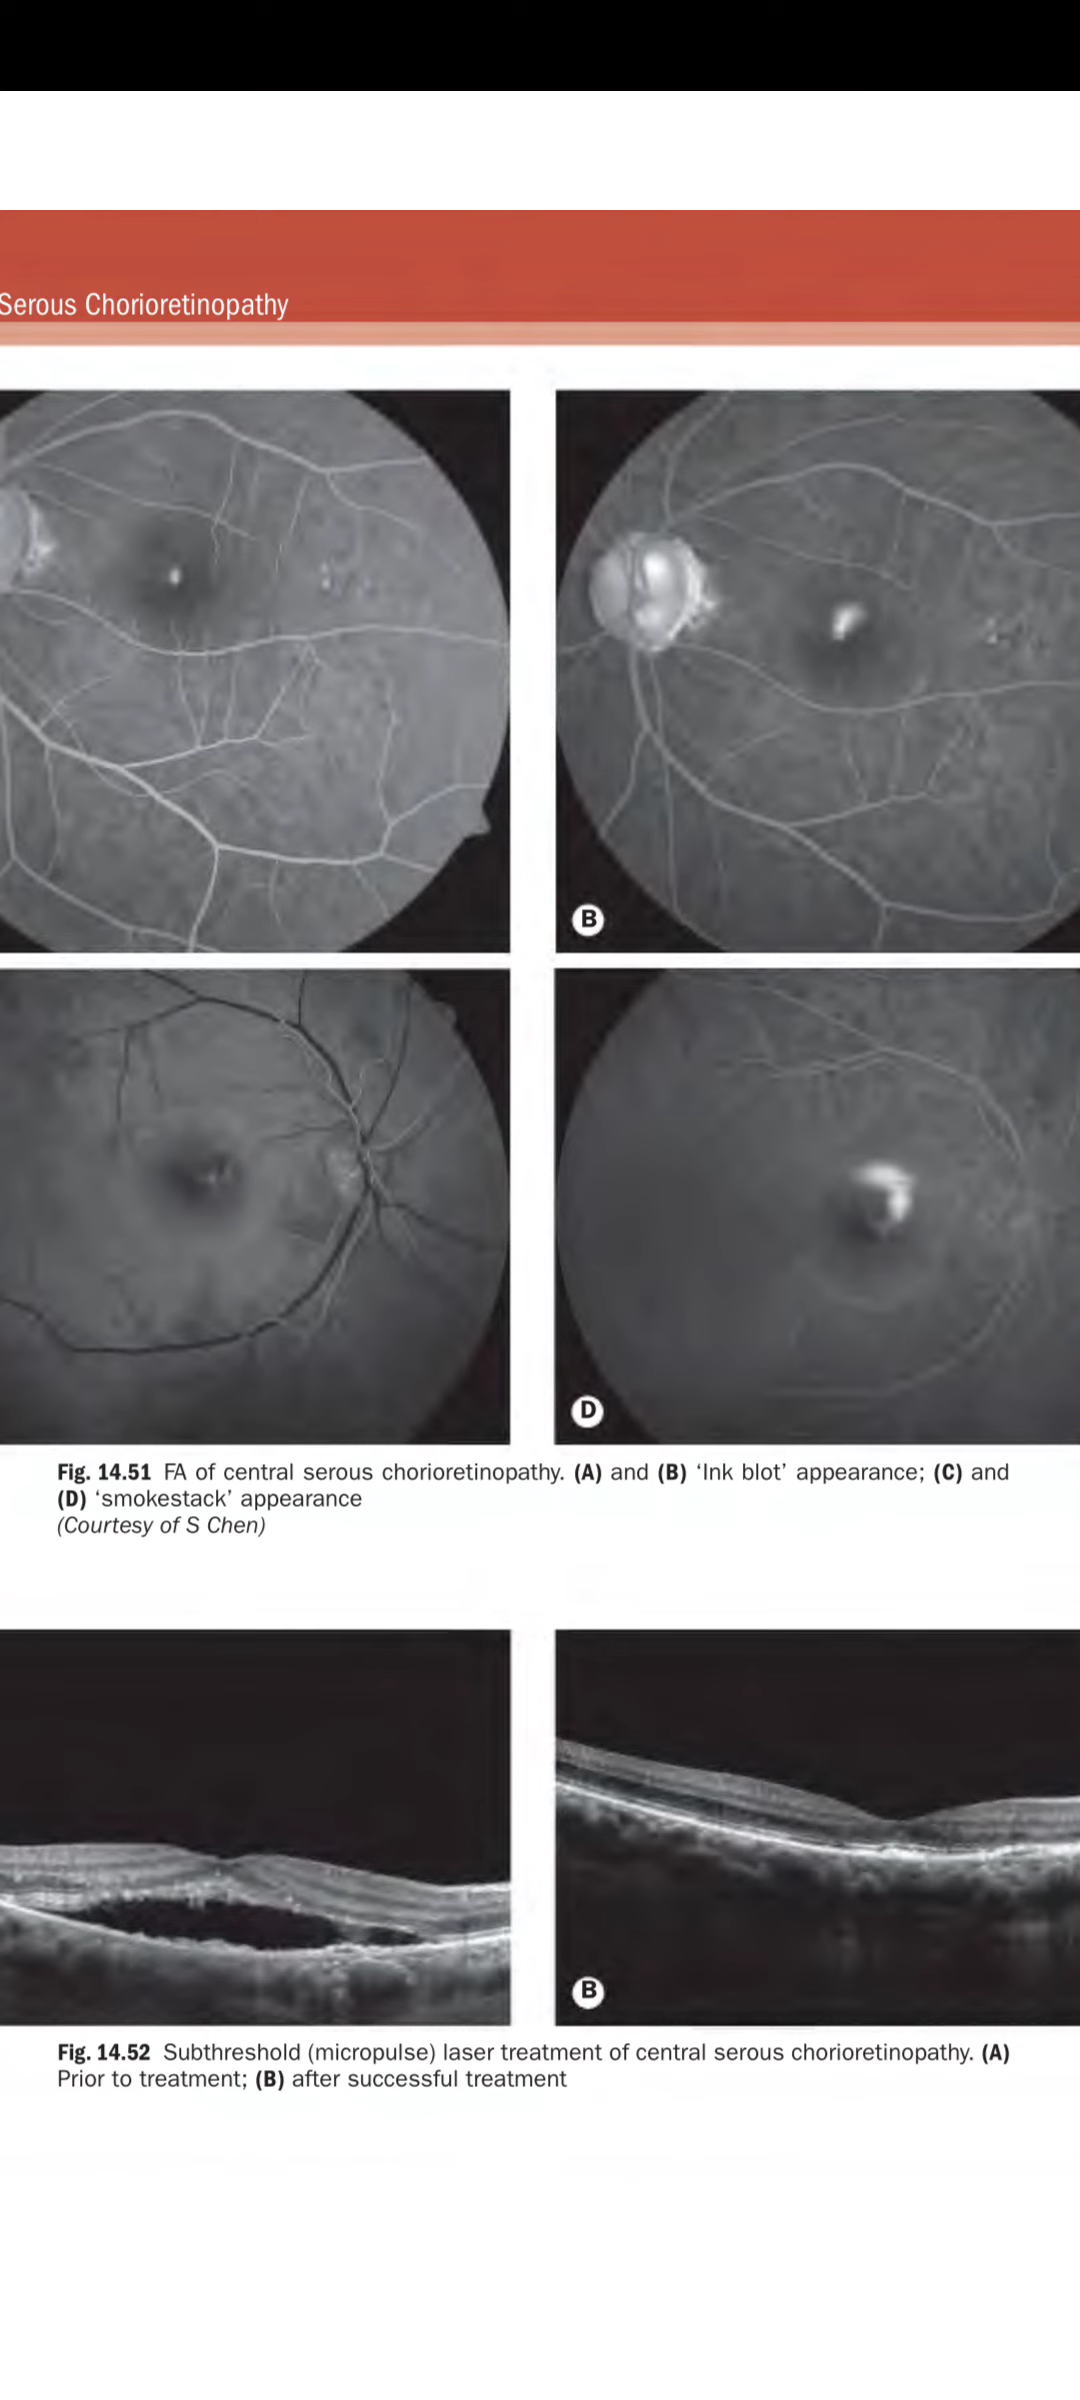 Serous Chorioretinopathy
B
D
Fig. 14.51 FA of central serous chorioretinopathy. (A) and (B) ‘Ink blot’ appearance; (C) and
(D) ‘smokestack’ appearance
(Courtesy of S Chen)
B
Fig. 14.52 Subthreshold (micropulse) laser treatment of central serous chorioretinopathy. (A)
Prior to treatment; (B) after successful treatment